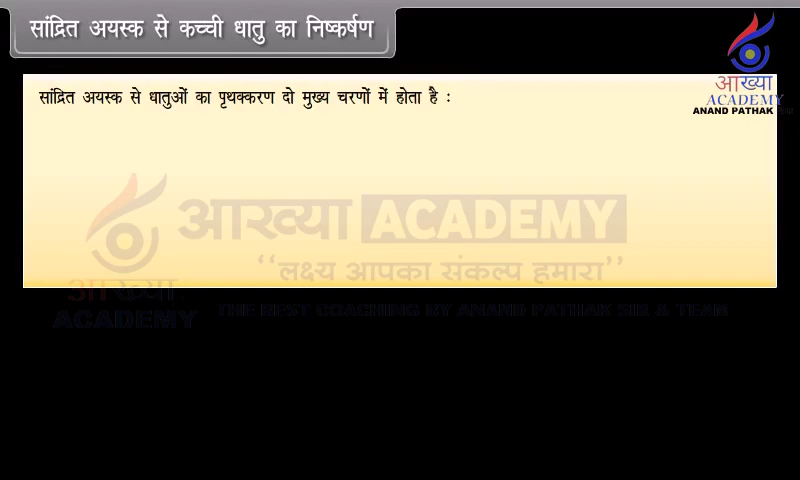 सांद्रित अयस्क से कच्ची धातु का निष्कर्षण
आख्या
ACADEMY
ANAND PATHAK
सांद्रित अयस्क से धातुओं का पृथक्करण दो मुख्य चरणों में होता है :
आख्या ACADEMY
‘‘लक्ष्य आपका संकल्प हमारा’’
आख्या
ACADEMY
THE BEST COACHING BY ANAND PATHAK SIR & TEAM